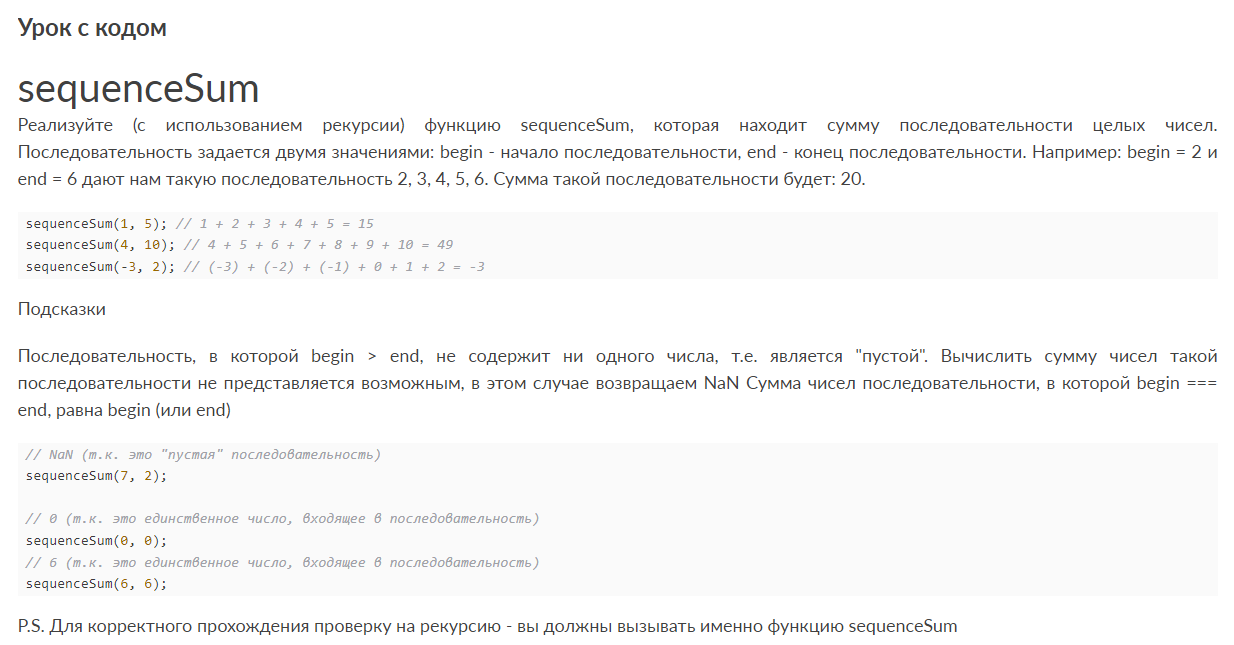 Урок с кодом
sequenceSum
Реализуйте (с использованием рекурсии) функцию sequenceSum, которая находит сумму последовательности целых чисел.
Последовательность задается двумя значениями: begin - начало последовательности, end - конец последовательности. Например: begin = 2 и
end = 6 дают нам такую последовательность 2, 3, 4, 5, 6. Сумма такой последовательности будет: 20.
sequenceSum(1, 5); // 1 + 2 + 3 + 4 + 5 = 15
sequenceSum(4, 10); // 4 + 5 + 6 + 7 + 8 + 9 + 10 = 49
sequenceSum(-3, 2); // (-3) + (-2) + (-1) + 0 + 1 + 2 = -3
Подсказки
Последовательность, в которой begin > end, не содержит ни одного числа, т.е. является "пустой". Вычислить сумму чисел такой
последовательности не представляется возможным, в этом случае возвращаем NaN Сумма чисел последовательности, в которой begin ===
end, равна begin (или end)
// NaN (т.к. это "пустая" последовательность)
sequenceSum(7, 2);
// 0 (т.к. это единственное число, входящее в последовательность)
sequenceSum(0, 0);
// 6 (т.к. это единственное число, входящее в последовательность)
sequenceSum(6, 6);
P.S. Для корректного прохождения проверку на рекурсию - вы должны вызывать именно функцию sequenceSum